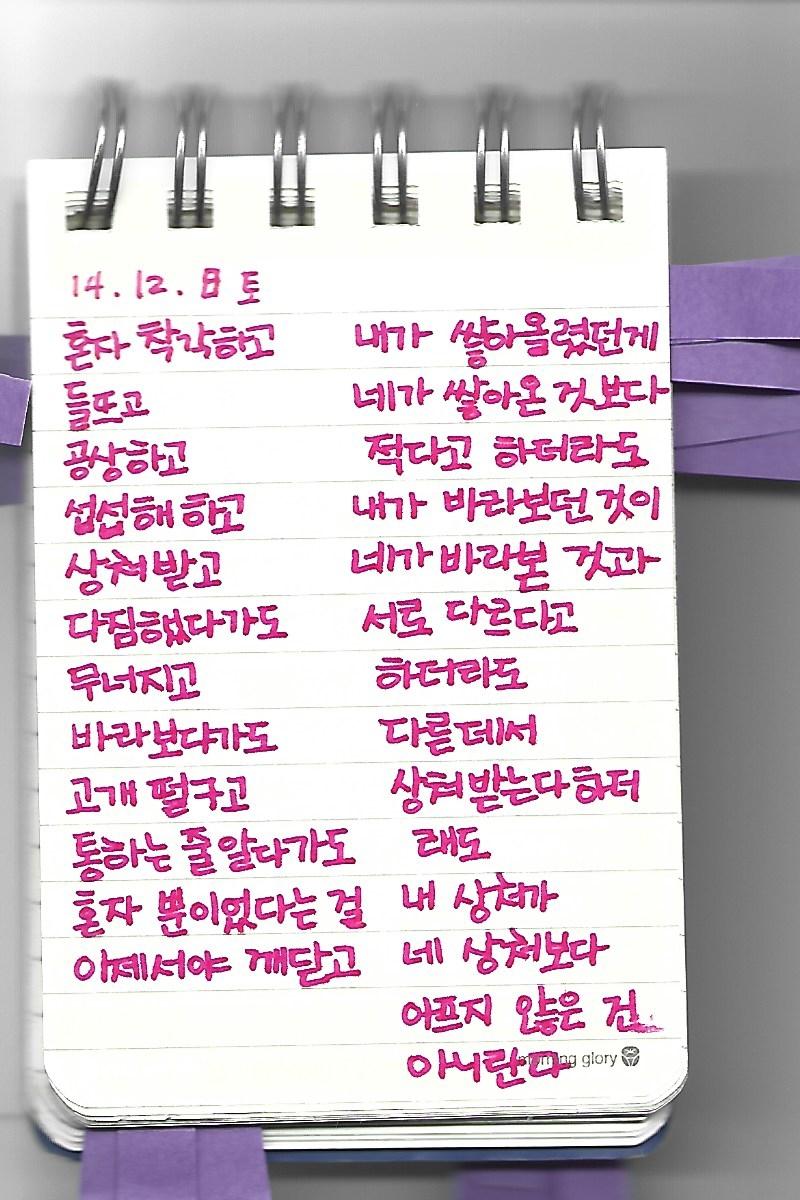 14.12.8 토
혼자 착각하고
들뜨고
공상하고
섭섭해 하고
상처받고
다짐했다가도
무너지고
바라보다가도
고개 떨구고
통하는 줄 알다가도
혼자 뿐이었다는 걸
이제서야 깨닫고
내가 쌓아올렸던게
네가 쌓아온 것보다
적다고 하더라도
내가 바라보던 것이
네가 바라본 것과
서로 다르다고
하더라도
다른데서
상처받는다 하더
래도
내 상처가
네 상처보다
아프지 않은 건
아니란다
morning glory